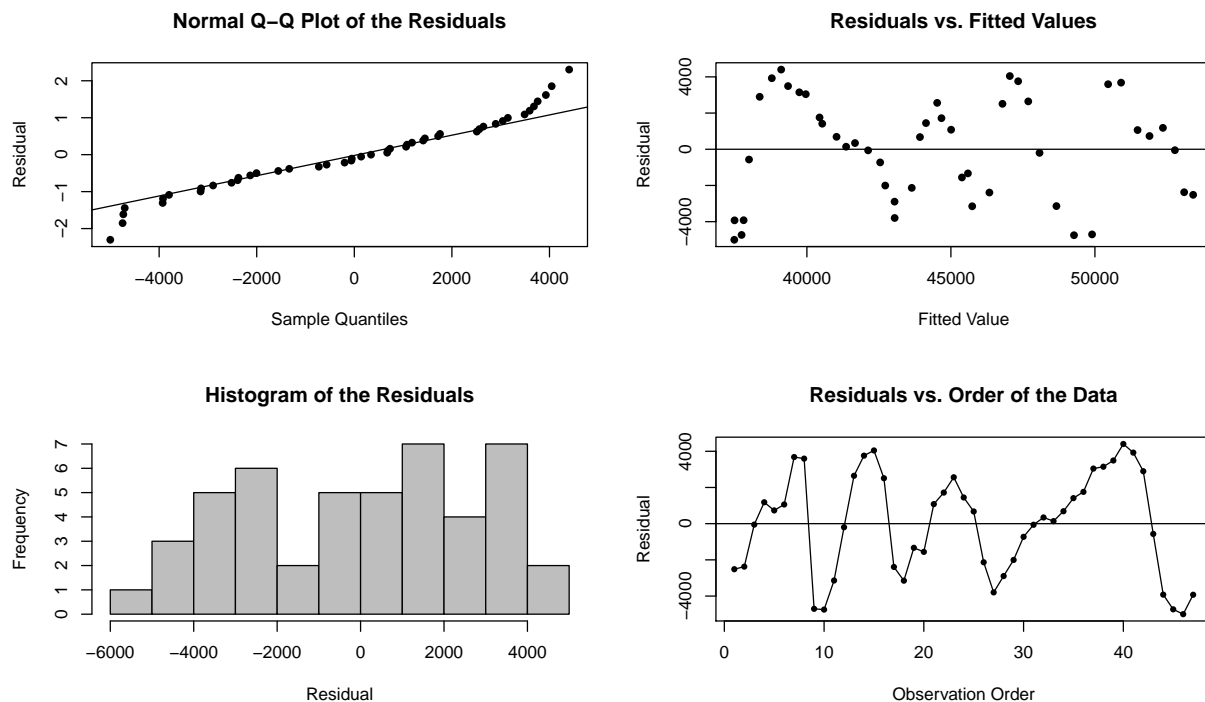 Normal Q−Q Plot of the Residuals
Residual
2
1
0
−1
−2
−4000 −2000 0 2000 4000
Sample Quantiles
Residuals vs. Fitted Values
Residual
4000
0
−4000
40000 45000 50000
Fitted Value
Histogram of the Residuals
Frequency
7
6
5
4
3
2
1
0
−6000 −4000 −2000 0 2000 4000
Residual
Residuals vs. Order of the Data
Residual
4000
0
−4000
0 10 20 30 40
Observation Order